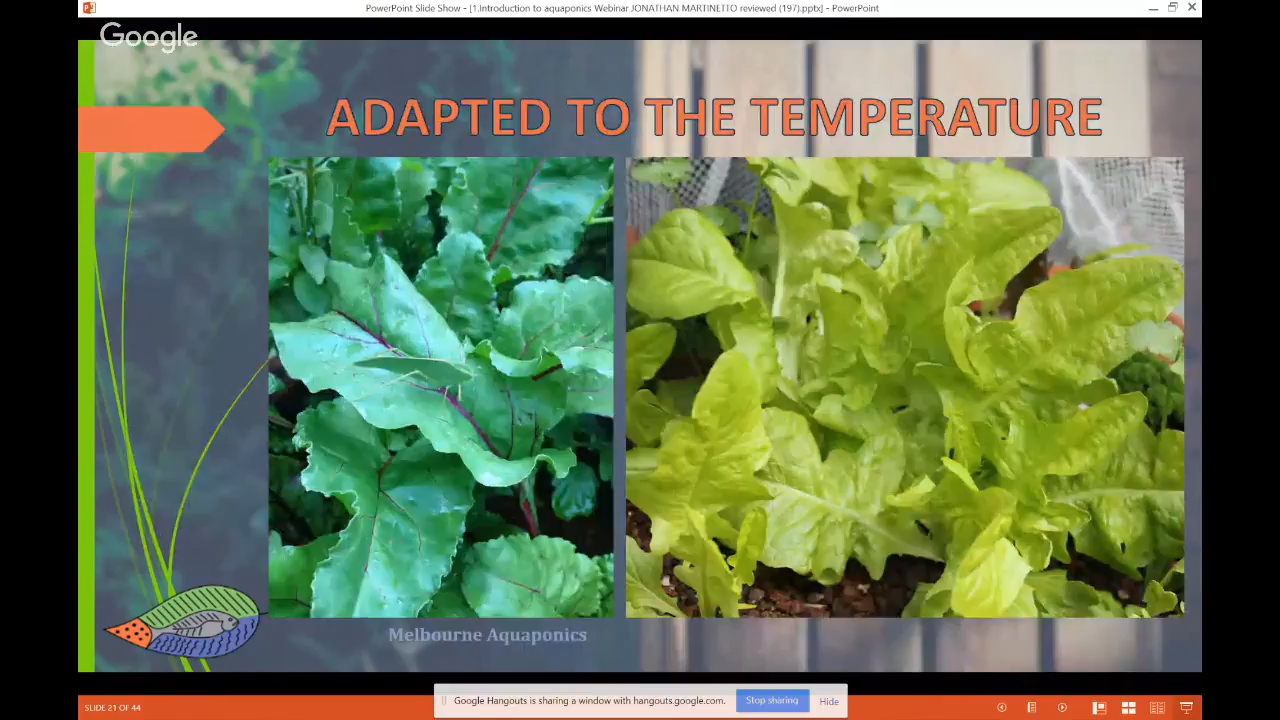 PowerPoint Slide Show - [1.Introduction to aquaponics Webinar JONATHAN MARTINETTO reviewed (197).pptx] - PowerPoint
Google
ADAPTED TO THE TEMPERATURE
Melbourne Aquaponics
Google Hangouts is sharing a window with hangouts.google.com.
Stop sharing
Hide
SLIDE 21 OF 44